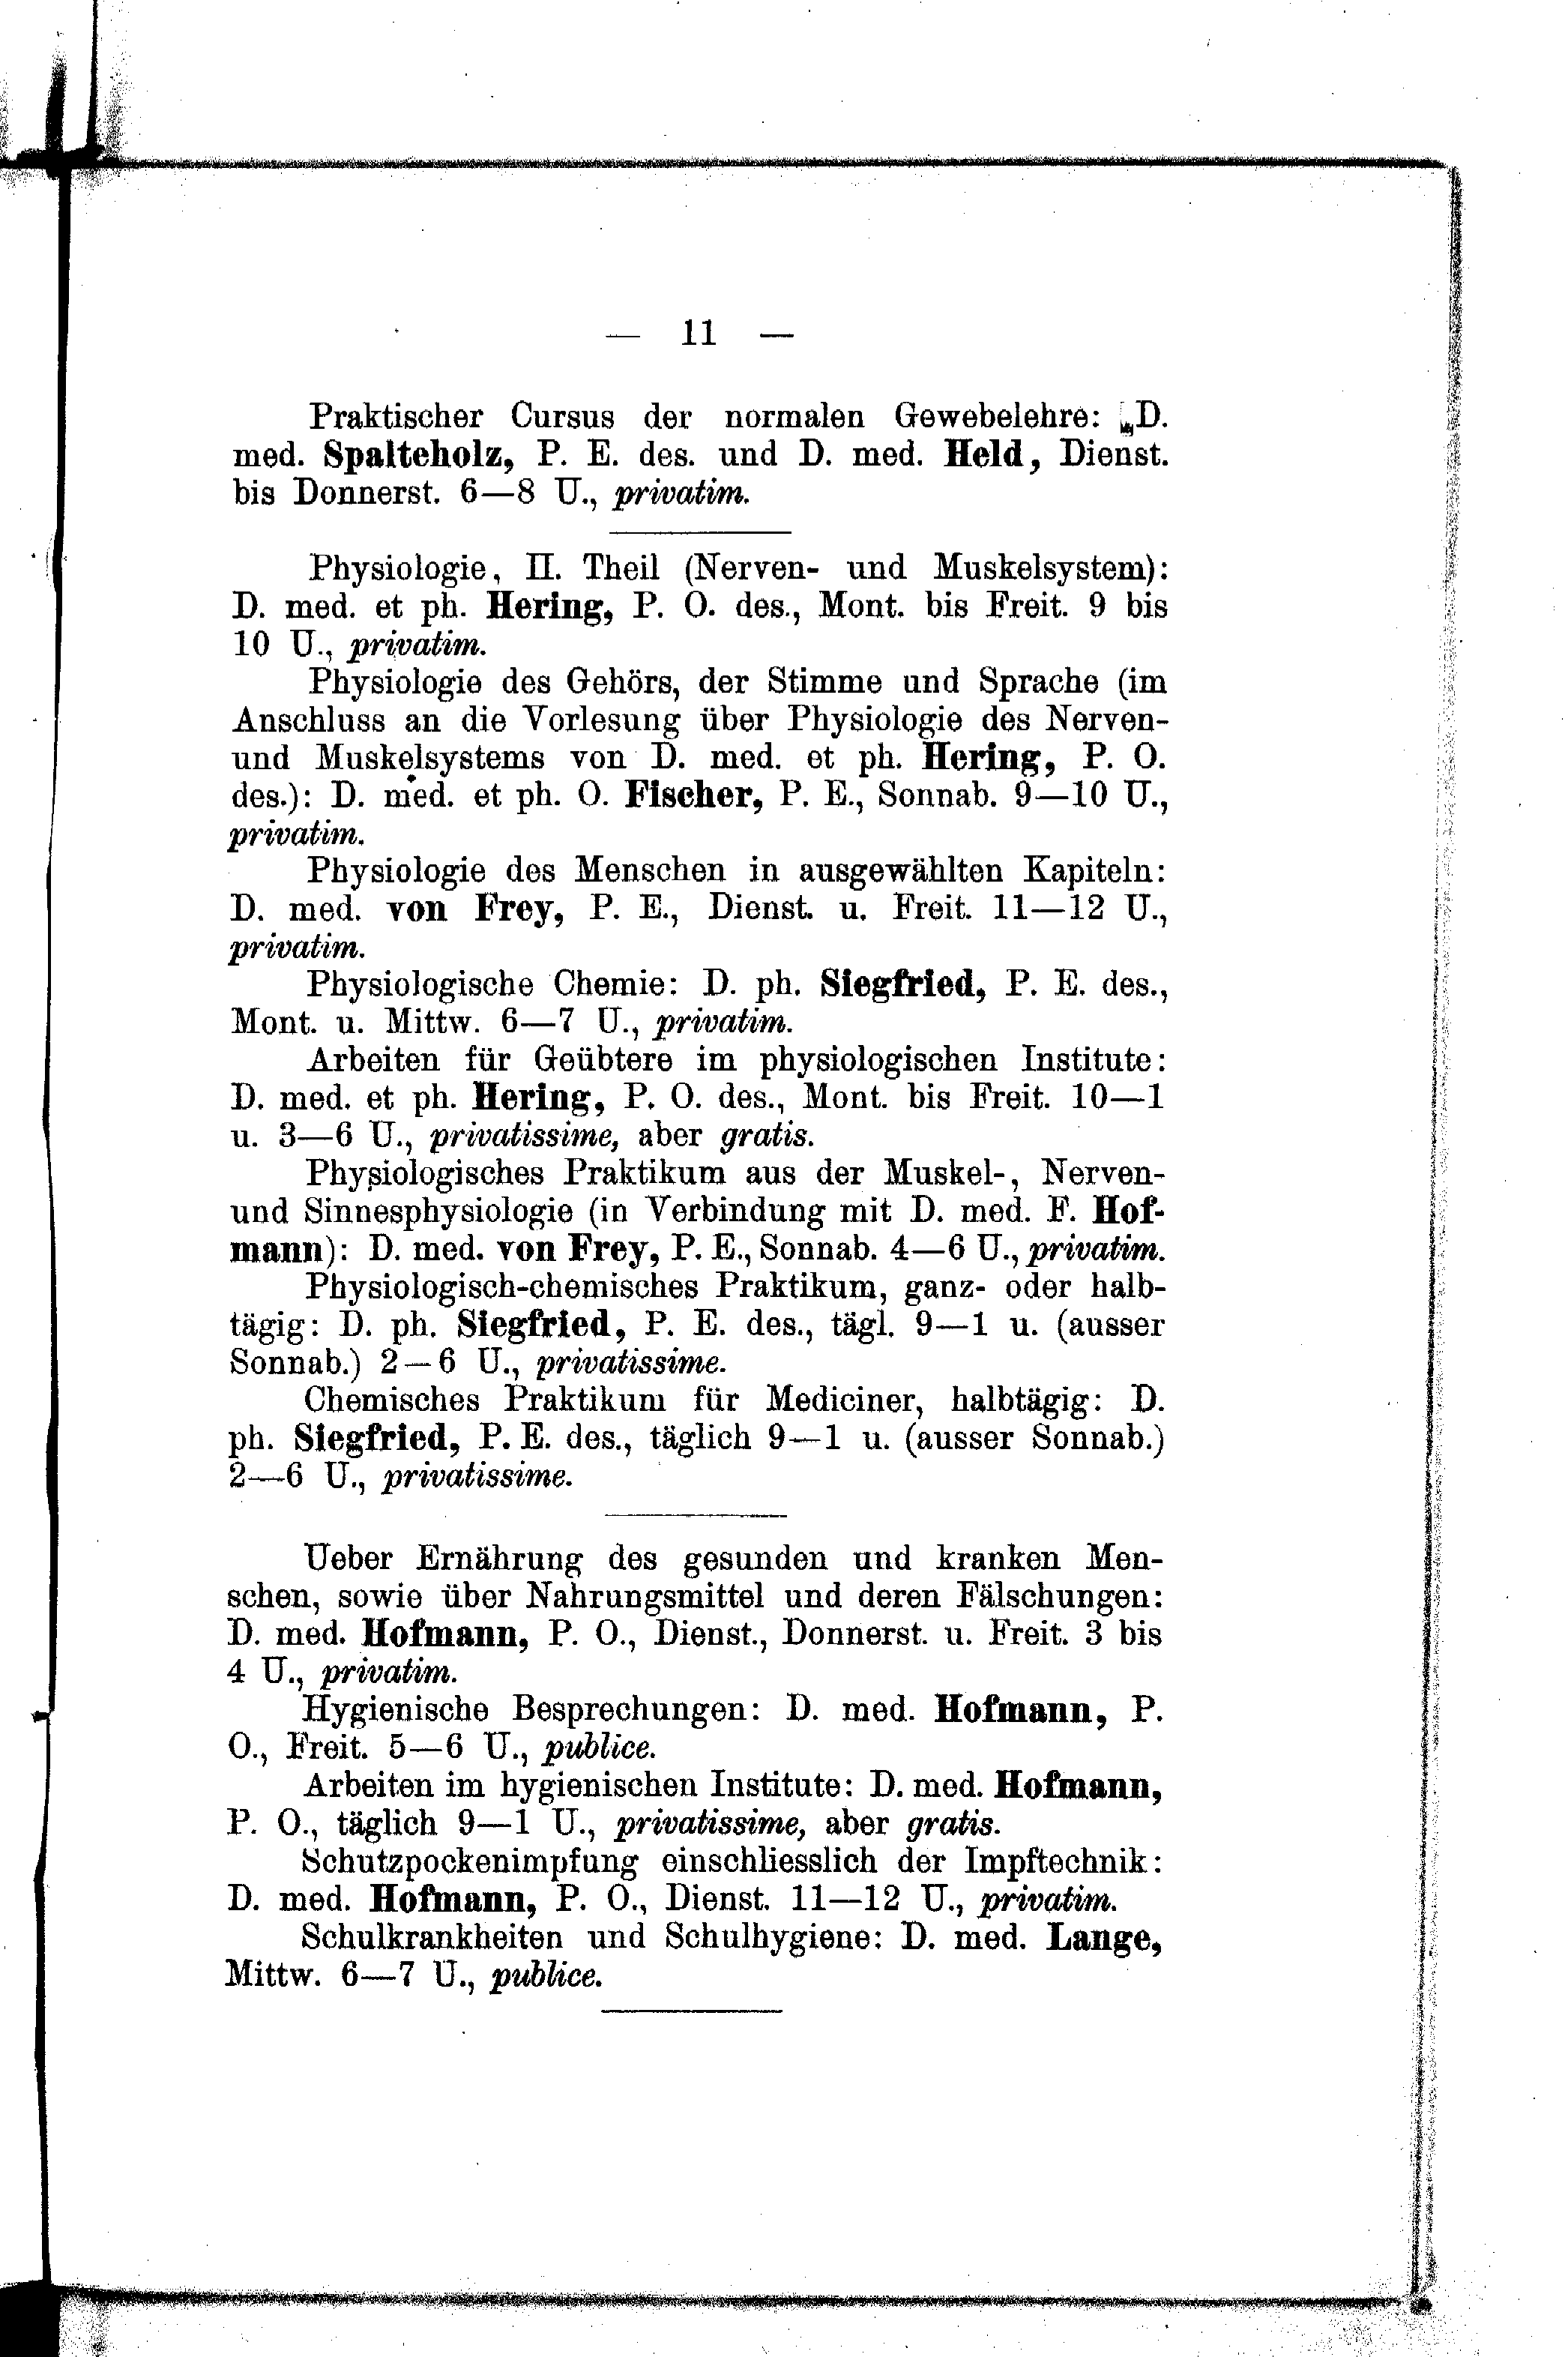 — 11 —
Praktischer Cursus der normalen Gewebelehre: D.
med. Spalteholz, P. E. des. und D. med. Held, Dienst.
bis Donnerst. 6—8 U., privatim.
Physiologie, II. Theil (Nerven- und Muskelsystem):
D. med. et ph. Hering, P. O. des., Mont. bis Freit. 9 bis
10 U., privatim.
Physiologie des Gehörs, der Stimme und Sprache (im
Anschluss an die Vorlesung über Physiologie des Nerven-
und Muskelsystems von D. med. et ph. Hering, P. O.
des.): D. med. et ph. O. Fischer, P. E., Sonnab. 9—10 U.,
privatim.
Physiologie des Menschen in ausgewählten Kapiteln:
D. med. von Frey, P. E., Dienst. u. Freit. 11—12 U.,
privatim.
Physiologische Chemie: D. ph. Siegfried, P. E. des.,
Mont. u. Mittw. 6—7 U., privatim.
Arbeiten für Geübtere im physiologischen Institute:
D. med. et ph. Hering, P. O. des., Mont. bis Freit. 10—1
u. 3—6 U., privatissime, aber gratis.
Physiologisches Praktikum aus der Muskel-, Nerven-
und Sinnesphysiologie (in Verbindung mit D. med. F. Hof-
mann): D. med. von Frey, P. E., Sonnab. 4—6 U., privatim.
Physiologisch-chemisches Praktikum, ganz- oder halb-
tägig: D. ph. Siegfried, P. E. des., tägl. 9—1 u. (ausser
Sonnab.) 2—6 U., privatissime.
Chemisches Praktikum für Mediciner, halbtägig: D.
ph. Siegfried, P. E. des., täglich 9—1 u. (ausser Sonnab.)
2—6 U., privatissime.
Ueber Ernährung des gesunden und kranken Men-
schen, sowie über Nahrungsmittel und deren Fälschungen:
D. med. Hofmann, P. O., Dienst., Donnerst. u. Freit. 3 bis
4 U., privatim.
Hygienische Besprechungen: D. med. Hofmann, P.
O., Freit. 5—6 U., publice.
Arbeiten im hygienischen Institute: D. med. Hofmann,
P. O., täglich 9—1 U., privatissime, aber gratis.
Schutzpockenimpfung einschliesslich der Impftechnik:
D. med. Hofmann, P. O., Dienst. 11—12 U., privatim.
Schulkrankheiten und Schulhygiene: D. med. Lange,
Mittw. 6—7 U., publice.